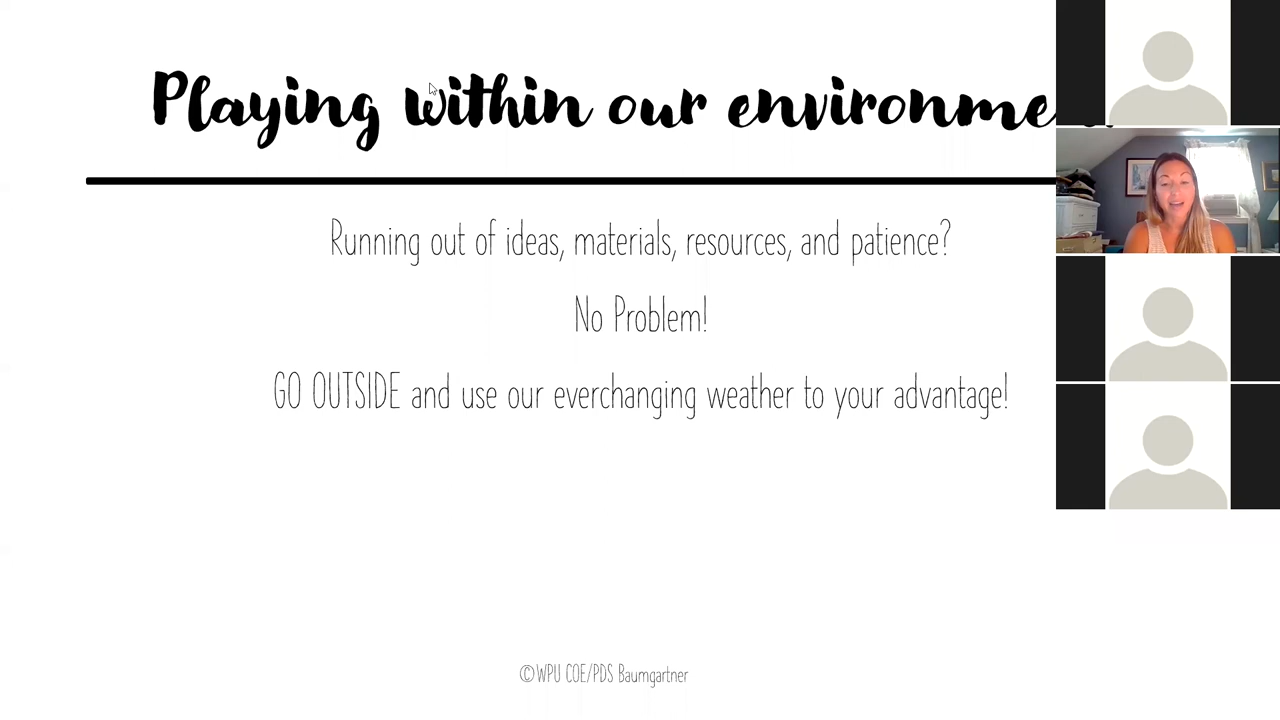 Playing within our
Running out of ideas, materials, resources, and patience?
No Problem!
GO OUTSIDE and use our everchanging weather to your advantage!
©WPU COE/PDS Baumgartner